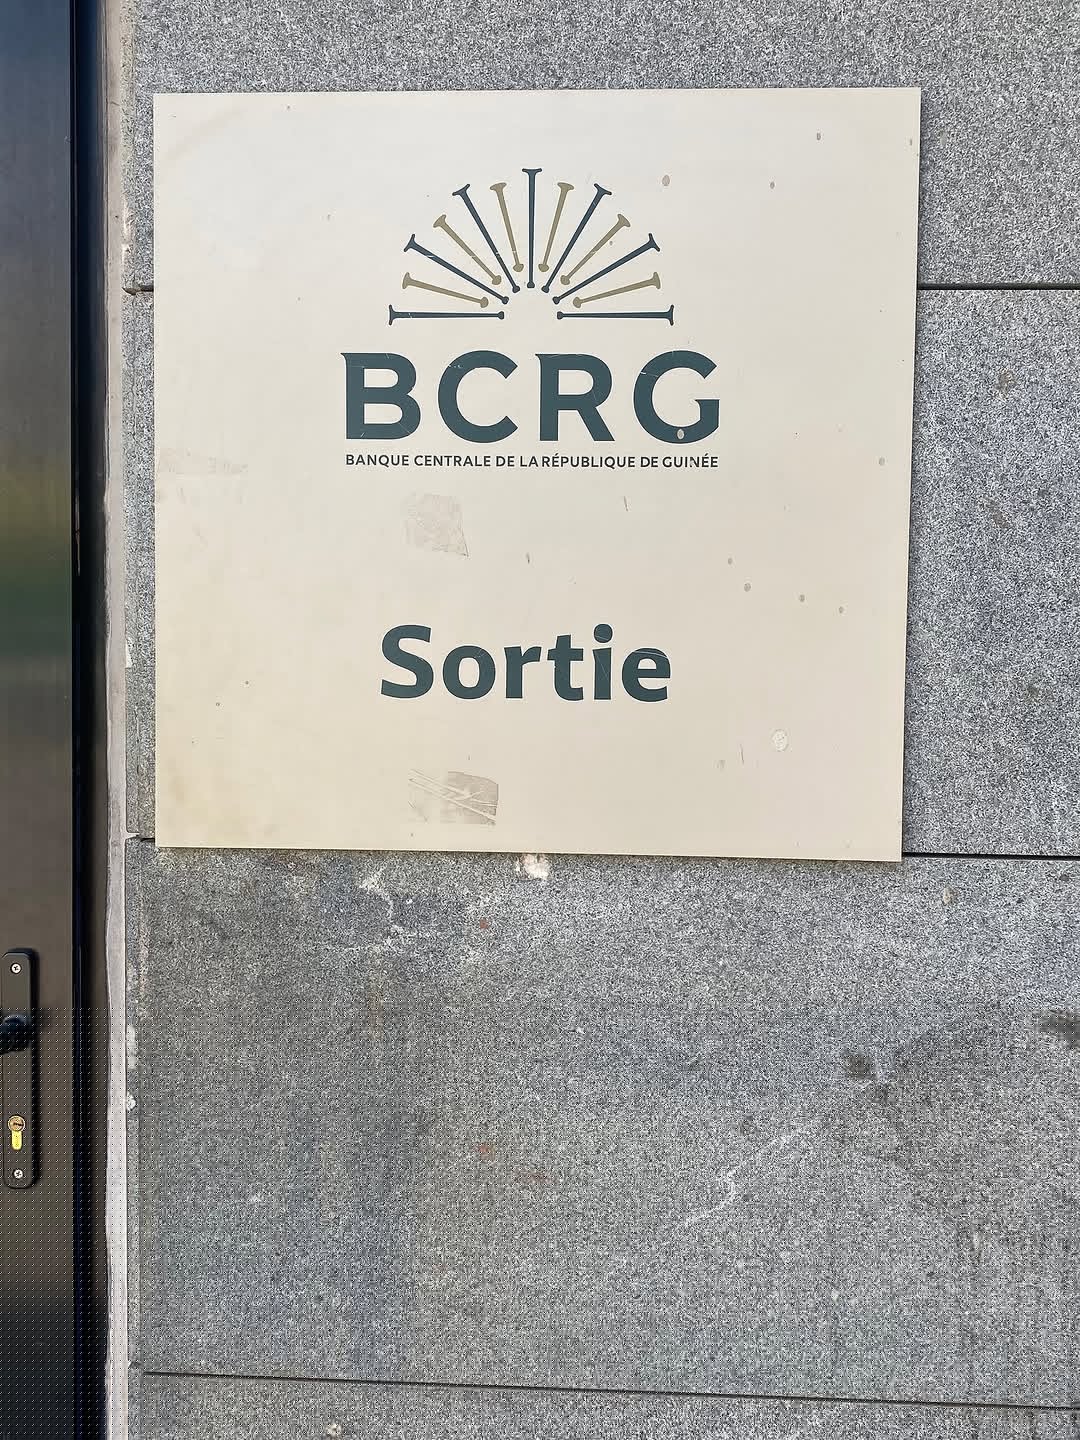 BCRG
BANQUE CENTRALE DE LA RÉPUBLIQUE DE GUINÉE
Sortie